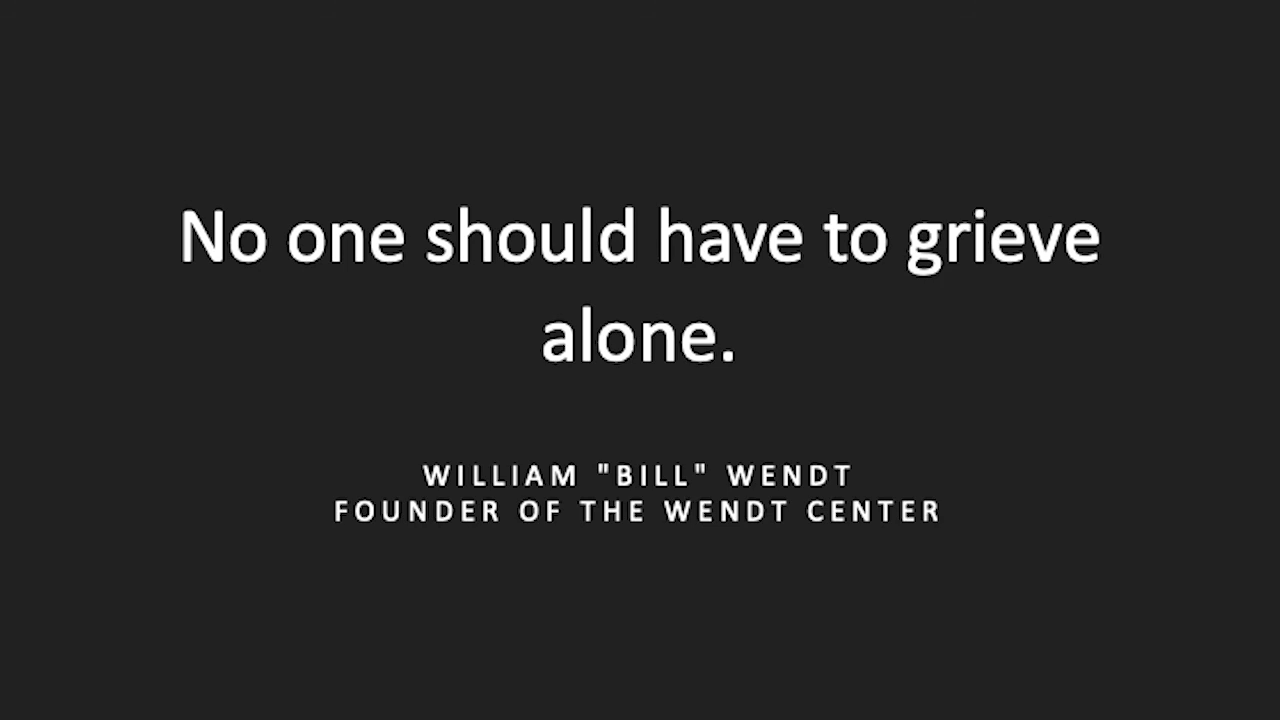 No one should have to grieve
alone.
WILLIAM "BILL" WENDT
FOUNDER OF THE WENDT CENTER